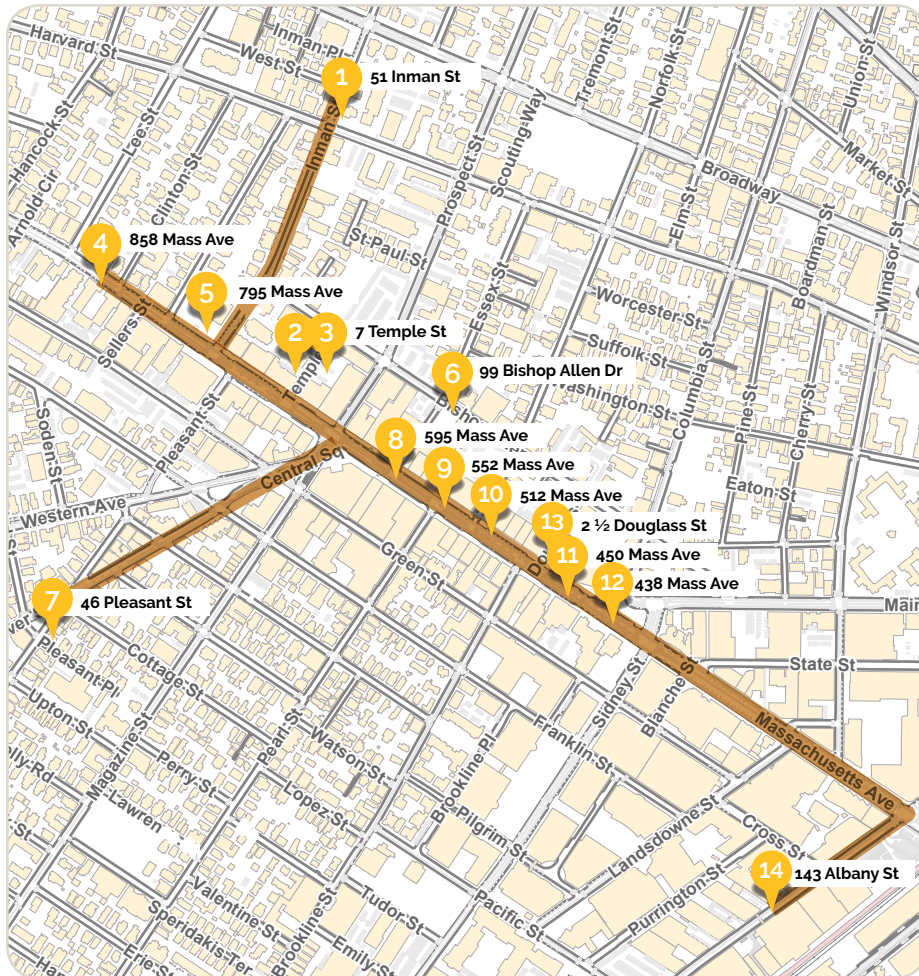 Harvard St
Inman Pl
West St
1
51 Inman St
Inman St
Tremont St
Norfolk St
Union St
Scouting Way
Market St
Hancock St
Lee St
Prospect St
Broadway
Arnold Cir
Clinton St
St Paul St
Elm St
Boardman St
Windsor St
4
858 Mass Ave
5
795 Mass Ave
Essex St
Worcester St
Sellers St
2
3
7 Temple St
Suffolk St
6
99 Bishop Allen Dr
Washington St
Columbia St
Temple
Bishop
Pine St
Cherry St
Soden St
Pleasant St
8
595 Mass Ave
Central Sq
9
552 Mass Ave
Eaton St
Western Ave
10
512 Mass Ave
13
2 ½ Douglass St
Green St
11
450 Mass Ave
12
438 Mass Ave
Main
7
46 Pleasant St
Pleasant Pl
Cottage St
State St
Sidney St
Blanche St
Upton St
Magazine St
Pearl St
Watson St
Franklin St
Massachusetts Ave
Perry St
Brookline Pl
Lawren
Lopez St
Pilgrim St
Landsdowne St
Cross St
14
143 Albany St
Purrington St
Valentine St
Tudor St
Pacific St
Speridakis Ter
Brookline St
Emily St
Erie St